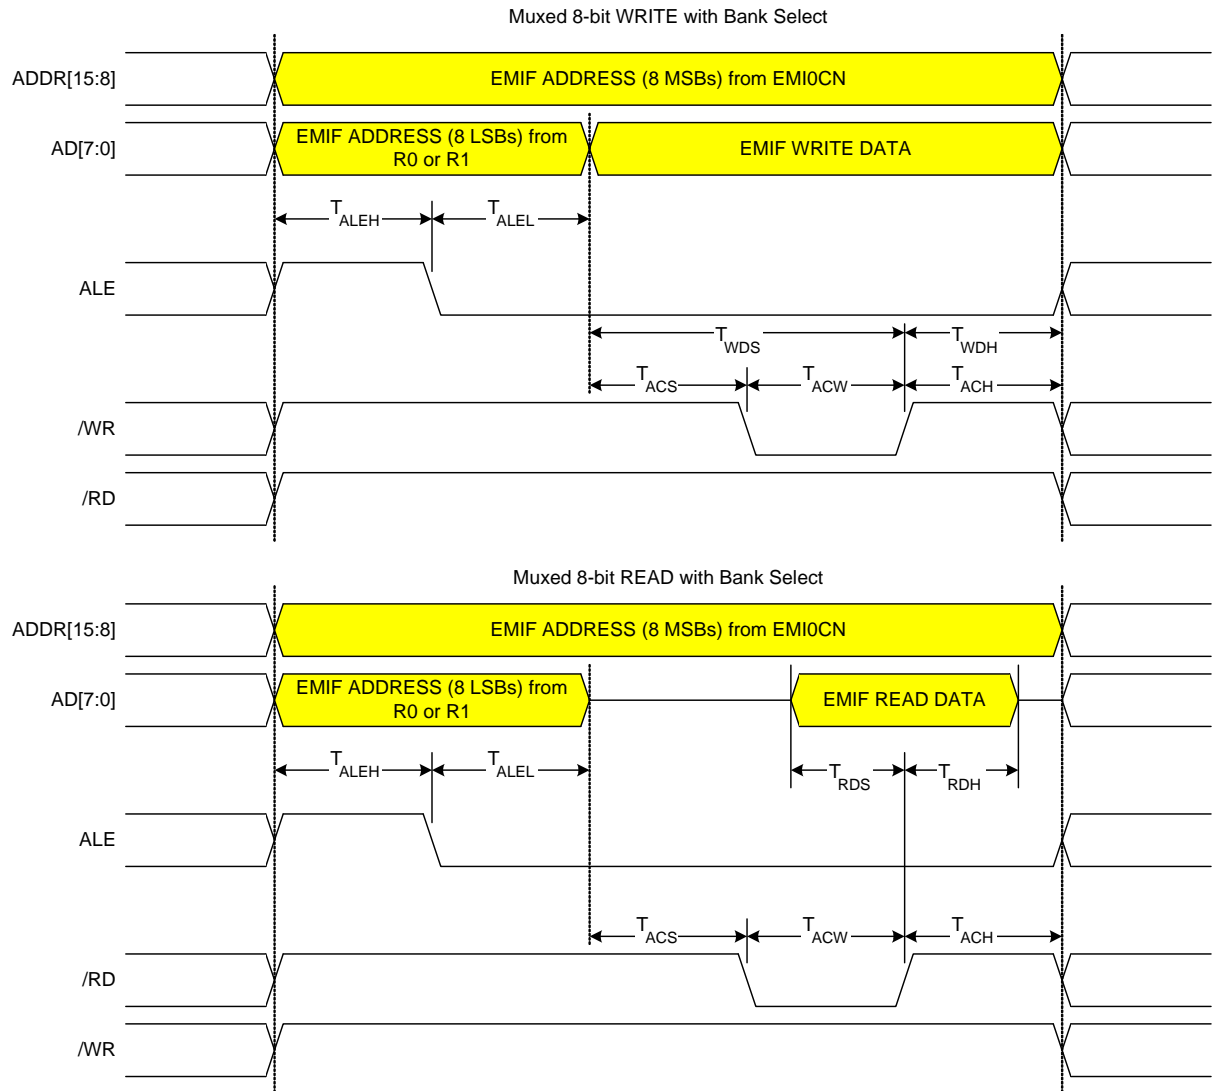 Muxed 8-bit WRITE with Bank Select
ADDR[15:8]
EMIF ADDRESS (8 MSBs) from EMI0CN
AD[7:0]
EMIF ADDRESS (8 LSBs) from
R0 or R1
EMIF WRITE DATA
TALEH
TALEL
ALE
TWDS
TWDH
TACS
TACW
TACH
/WR
/RD
Muxed 8-bit READ with Bank Select
ADDR[15:8]
EMIF ADDRESS (8 MSBs) from EMI0CN
AD[7:0]
EMIF ADDRESS (8 LSBs) from
R0 or R1
EMIF READ DATA
TALEH
TALEL
TRDS
TRDH
ALE
TACS
TACW
TACH
/RD
/WR